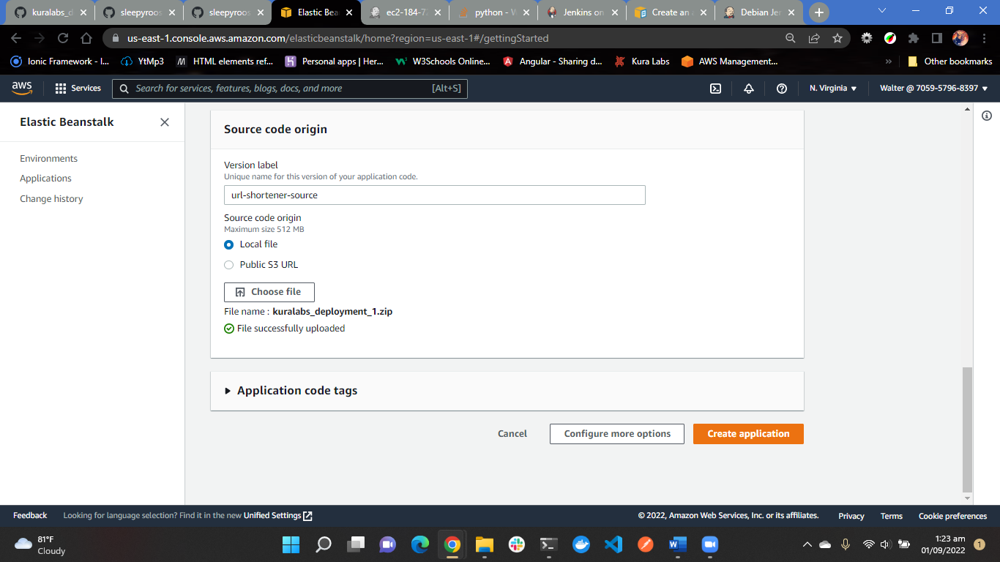 kuralabs_d
sleepyroos
sleepyroos
Elastic Bea
ec2-184-7
python - W
Jenkins on
Create an
Debian Jer
us-east-1.console.aws.amazon.com/elasticbeanstalk/home?region=us-east-1#/gettingStarted
Ionic Framework - I...
YtMp3
HTML elements ref...
Personal apps | Her...
W3Schools Online...
Angular - Sharing d...
Kura Labs
AWS Management...
»
Other bookmarks
aws
Services
Search for services, features, blogs, docs, and more
[Alt+S]
N. Virginia
Walter @ 7059-5796-8397
Elastic Beanstalk
Environments
Applications
Change history
Source code origin
Version label
Unique name for this version of your application code.
url-shortener-source
Source code origin
Maximum size 512 MB
Local file
Public S3 URL
Choose file
File name : kuralabs_deployment_1.zip
File successfully uploaded
Application code tags
Cancel
Configure more options
Create application
Feedback
Looking for language selection? Find it in the new Unified Settings
© 2022, Amazon Web Services, Inc. or its affiliates.
Privacy
Terms
Cookie preferences
81°F
Cloudy
1:23 am
01/09/2022
1